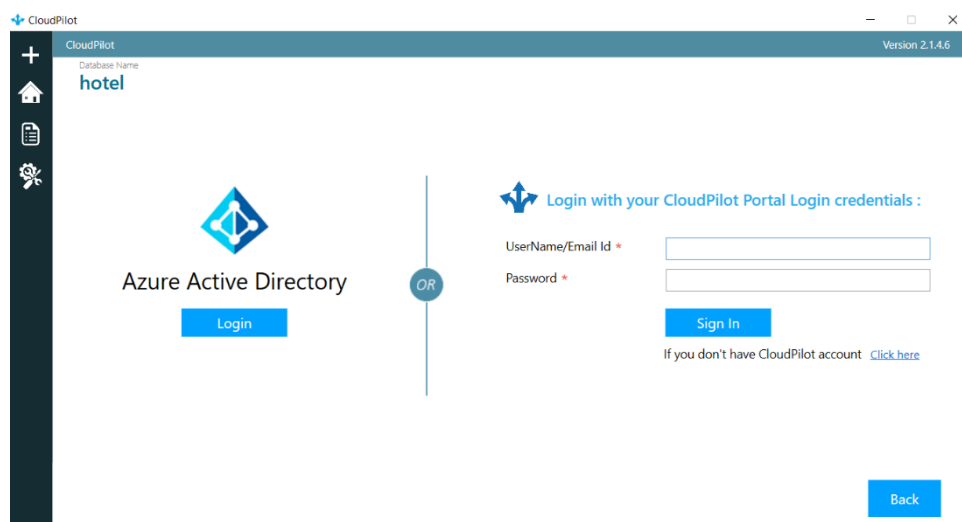 CloudPilot
CloudPilot
Version 2.1.4.6
Database Name
hotel
Azure Active Directory
Login
OR
Login with your CloudPilot Portal Login credentials :
UserName/Email Id *
Password *
Sign In
If you don't have CloudPilot account Click here
Back